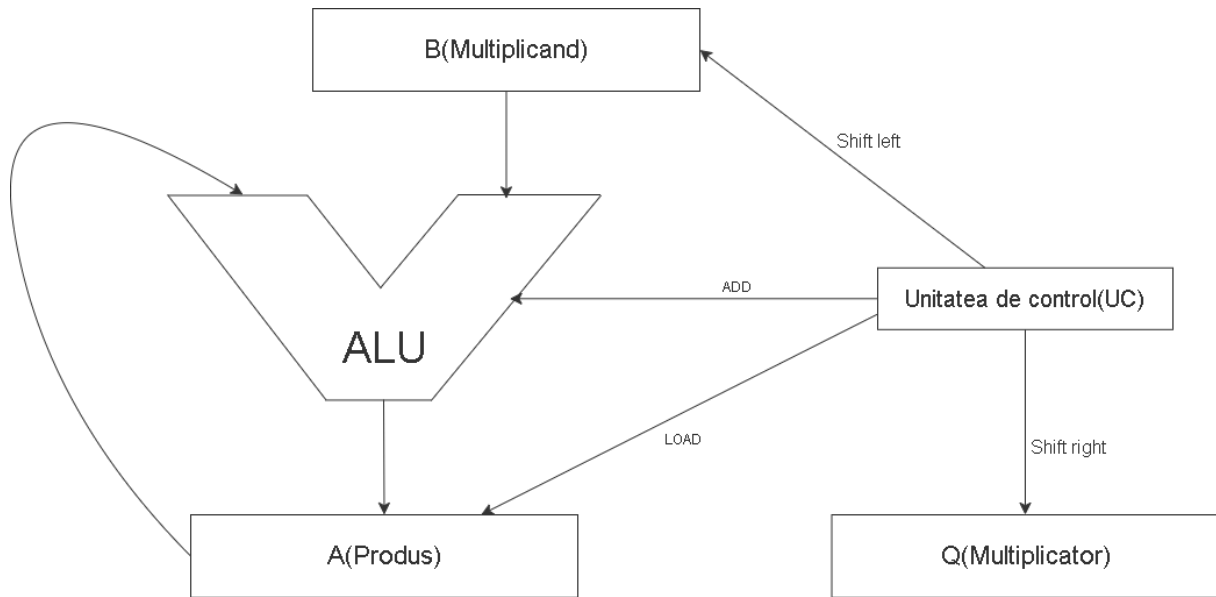 B(Multiplicand)
Shift left
ADD
Unitatea de control(UC)
ALU
LOAD
Shift right
A(Produs)
Q(Multiplicator)